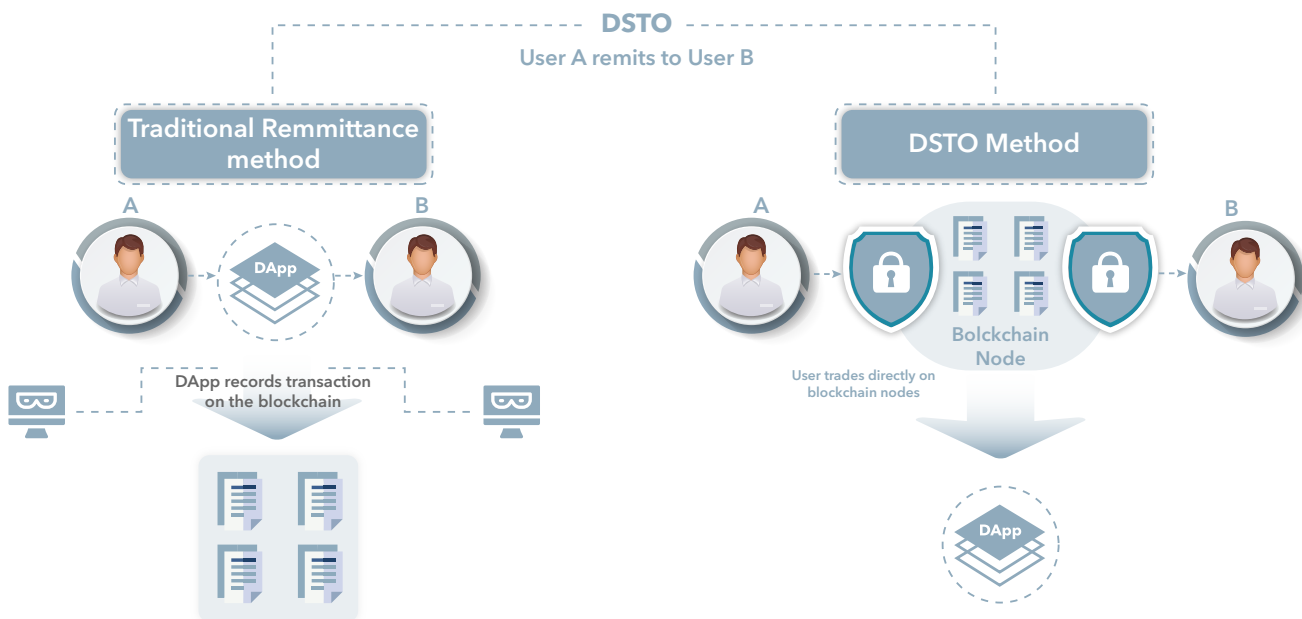 DSTO
User A remits to User B
Traditional Remmittance
method
A
B
DApp
DApp records transaction
on the blockchain
DSTO Method
A
B
Bolckchain
Node
User trades directly on
blockchain nodes
DApp